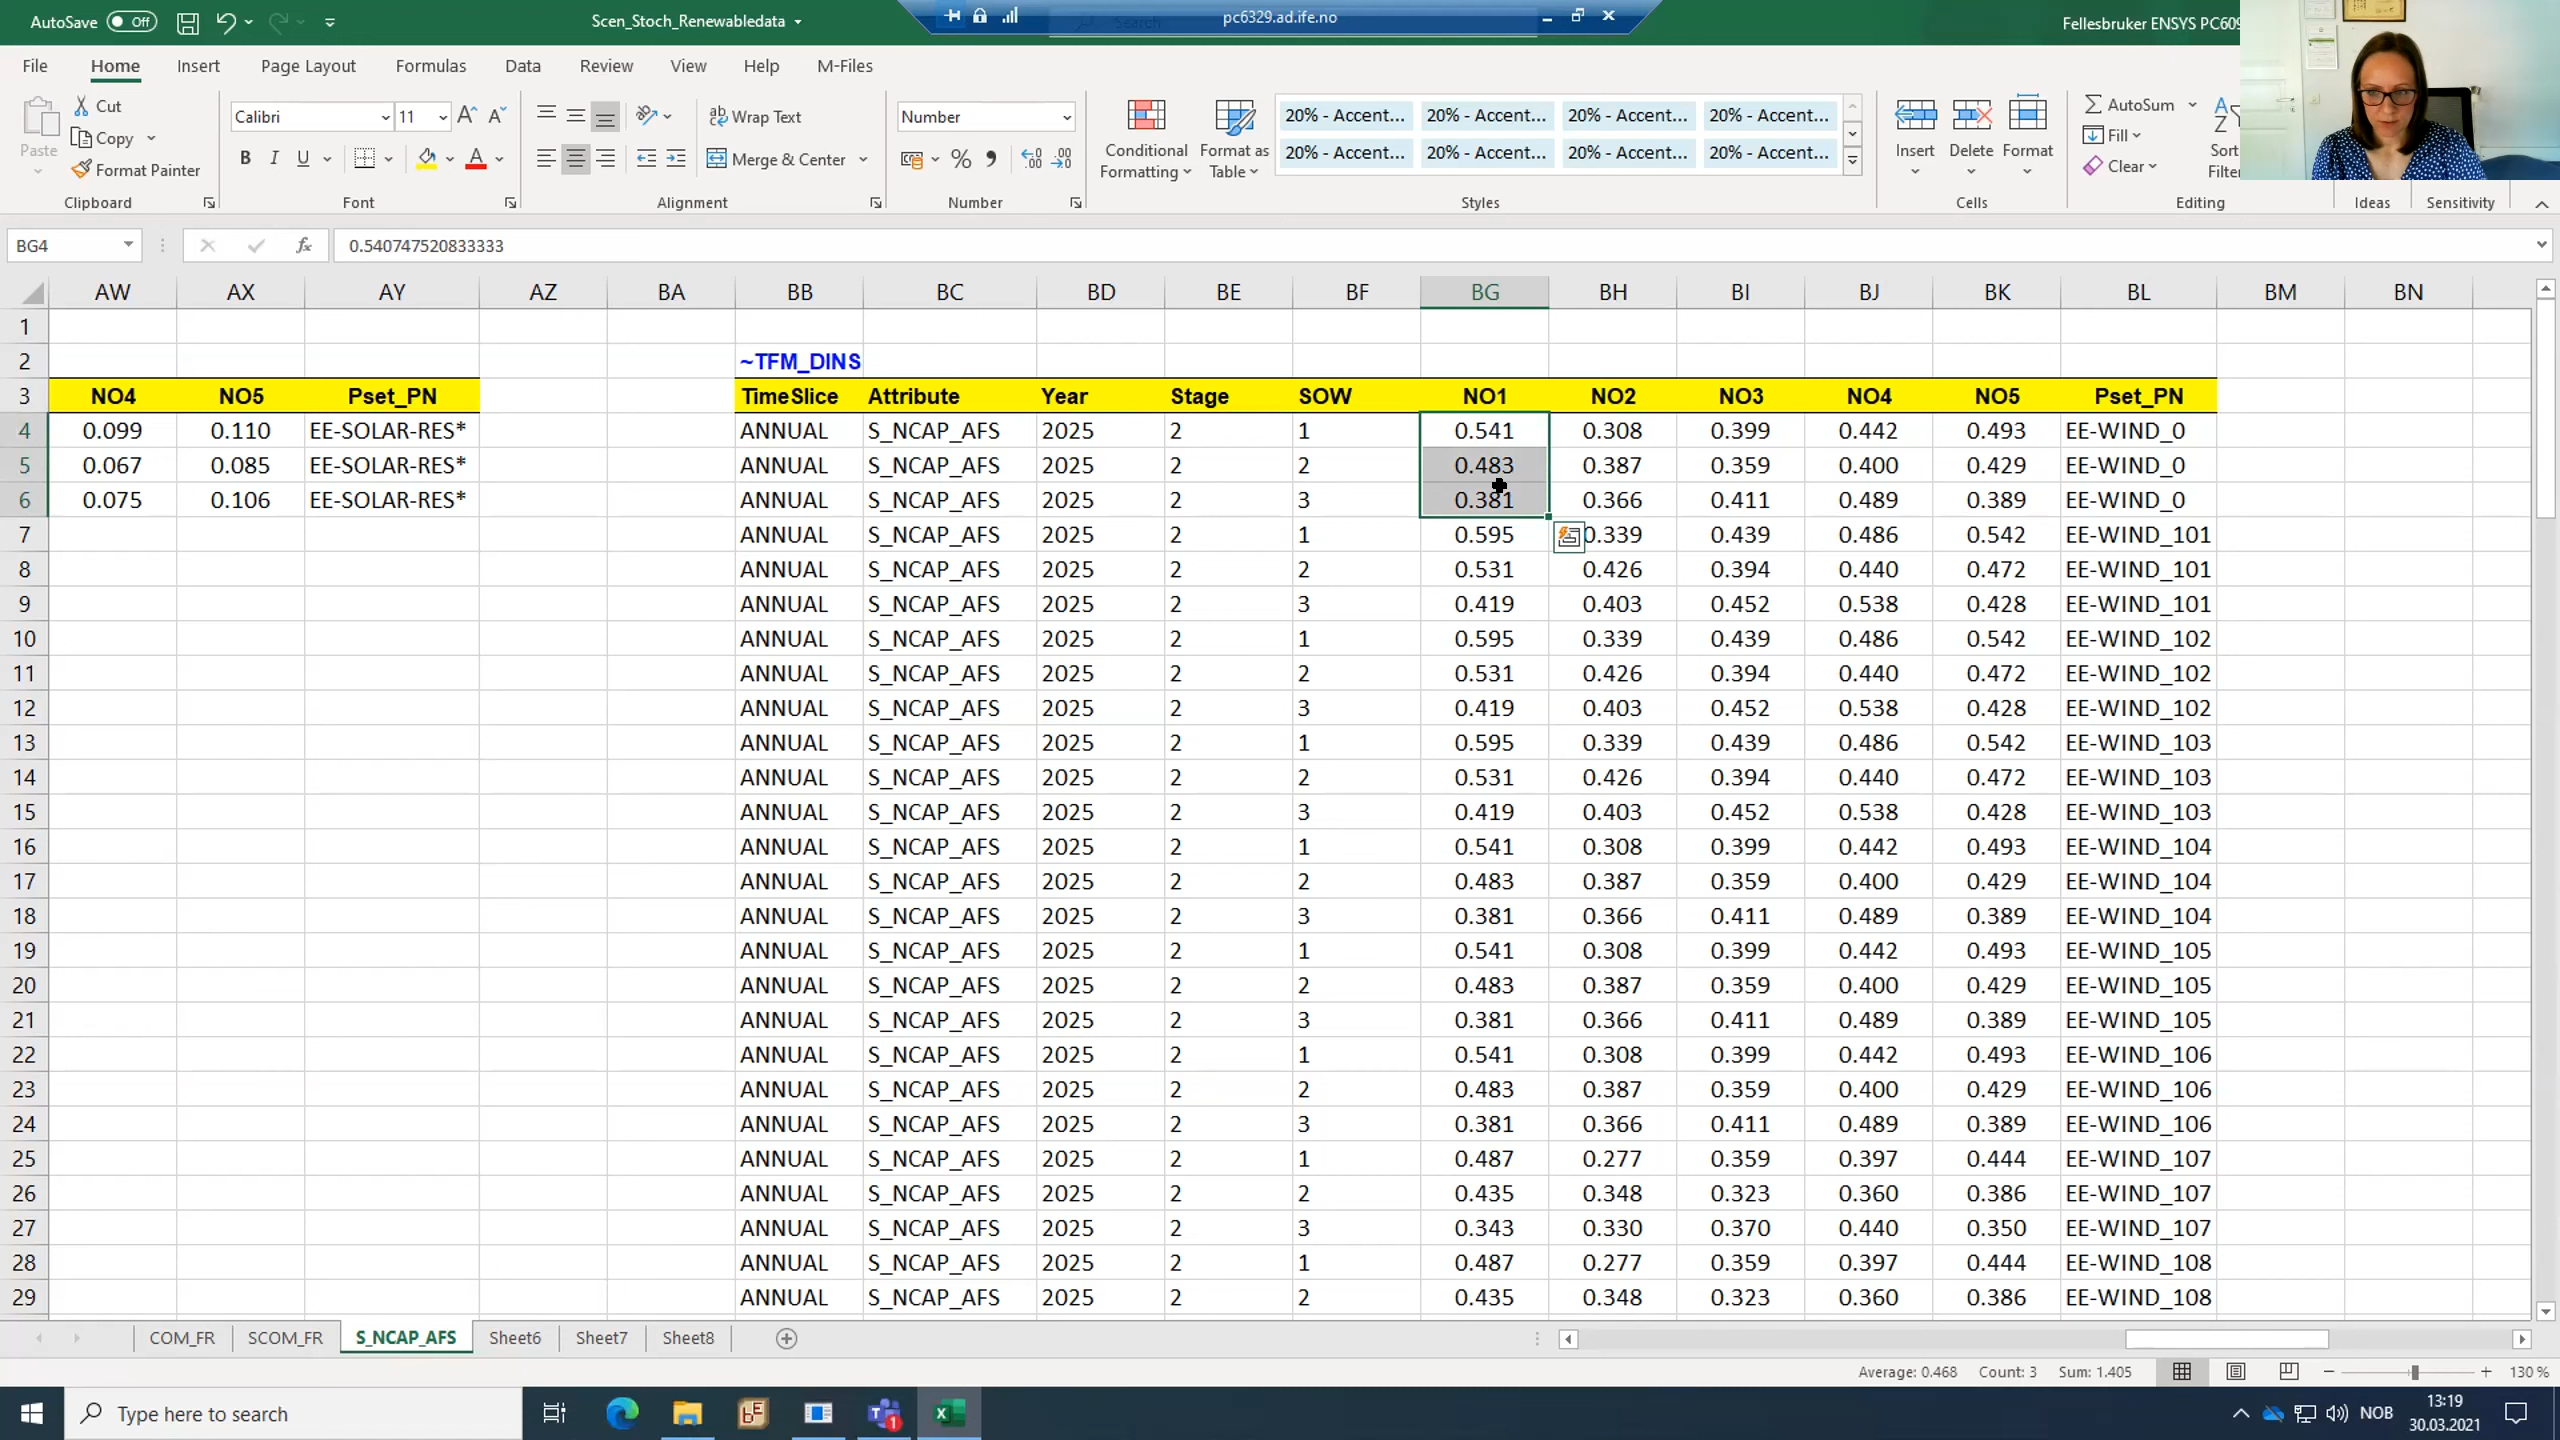 AutoSave Off Scen_Stoch_Renewabledata pc6329.ad.ife.no Fellesbruker ENSYS PC609
File Home Insert Page Layout Formulas Data Review View Help M-Files
Paste Cut Copy Format Painter Clipboard
Calibri 11 B I U A Font
Wrap Text Merge & Center Alignment
Number % Number
Conditional Formatting Format as Table
20% - Accent... 20% - Accent... 20% - Accent... 20% - Accent...
20% - Accent... 20% - Accent... 20% - Accent... 20% - Accent...
Styles
Insert Delete Format Cells
AutoSum Fill Clear Sort Filter Editing
Ideas Sensitivity
BG4 fx 0.540747520833333
AW AX AY AZ BA BB BC BD BE BF BG BH BI BJ BK BL BM BN
1
2 ~TFM_DINS
3 NO4 NO5 Pset_PN TimeSlice Attribute Year Stage SOW NO1 NO2 NO3 NO4 NO5 Pset_PN
4 0.099 0.110 EE-SOLAR-RES* ANNUAL S_NCAP_AFS 2025 2 1 0.541 0.308 0.399 0.442 0.493 EE-WIND_0
5 0.067 0.085 EE-SOLAR-RES* ANNUAL S_NCAP_AFS 2025 2 2 0.483 0.387 0.359 0.400 0.429 EE-WIND_0
6 0.075 0.106 EE-SOLAR-RES* ANNUAL S_NCAP_AFS 2025 2 3 0.381 0.366 0.411 0.489 0.389 EE-WIND_0
7 ANNUAL S_NCAP_AFS 2025 2 1 0.595 0.339 0.439 0.486 0.542 EE-WIND_101
8 ANNUAL S_NCAP_AFS 2025 2 2 0.531 0.426 0.394 0.440 0.472 EE-WIND_101
9 ANNUAL S_NCAP_AFS 2025 2 3 0.419 0.403 0.452 0.538 0.428 EE-WIND_101
10 ANNUAL S_NCAP_AFS 2025 2 1 0.595 0.339 0.439 0.486 0.542 EE-WIND_102
11 ANNUAL S_NCAP_AFS 2025 2 2 0.531 0.426 0.394 0.440 0.472 EE-WIND_102
12 ANNUAL S_NCAP_AFS 2025 2 3 0.419 0.403 0.452 0.538 0.428 EE-WIND_102
13 ANNUAL S_NCAP_AFS 2025 2 1 0.595 0.339 0.439 0.486 0.542 EE-WIND_103
14 ANNUAL S_NCAP_AFS 2025 2 2 0.531 0.426 0.394 0.440 0.472 EE-WIND_103
15 ANNUAL S_NCAP_AFS 2025 2 3 0.419 0.403 0.452 0.538 0.428 EE-WIND_103
16 ANNUAL S_NCAP_AFS 2025 2 1 0.541 0.308 0.399 0.442 0.493 EE-WIND_104
17 ANNUAL S_NCAP_AFS 2025 2 2 0.483 0.387 0.359 0.400 0.429 EE-WIND_104
18 ANNUAL S_NCAP_AFS 2025 2 3 0.381 0.366 0.411 0.489 0.389 EE-WIND_104
19 ANNUAL S_NCAP_AFS 2025 2 1 0.541 0.308 0.399 0.442 0.493 EE-WIND_105
20 ANNUAL S_NCAP_AFS 2025 2 2 0.483 0.387 0.359 0.400 0.429 EE-WIND_105
21 ANNUAL S_NCAP_AFS 2025 2 3 0.381 0.366 0.411 0.489 0.389 EE-WIND_105
22 ANNUAL S_NCAP_AFS 2025 2 1 0.541 0.308 0.399 0.442 0.493 EE-WIND_106
23 ANNUAL S_NCAP_AFS 2025 2 2 0.483 0.387 0.359 0.400 0.429 EE-WIND_106
24 ANNUAL S_NCAP_AFS 2025 2 3 0.381 0.366 0.411 0.489 0.389 EE-WIND_106
25 ANNUAL S_NCAP_AFS 2025 2 1 0.487 0.277 0.359 0.397 0.444 EE-WIND_107
26 ANNUAL S_NCAP_AFS 2025 2 2 0.435 0.348 0.323 0.360 0.386 EE-WIND_107
27 ANNUAL S_NCAP_AFS 2025 2 3 0.343 0.330 0.370 0.440 0.350 EE-WIND_107
28 ANNUAL S_NCAP_AFS 2025 2 1 0.487 0.277 0.359 0.397 0.444 EE-WIND_108
29 ANNUAL S_NCAP_AFS 2025 2 2 0.435 0.348 0.323 0.360 0.386 EE-WIND_108
COM_FR SCOM_FR S_NCAP_AFS Sheet6 Sheet7 Sheet8
Average: 0.468 Count: 3 Sum: 1.405 130 %
Type here to search NOB 13:19
30.03.2021